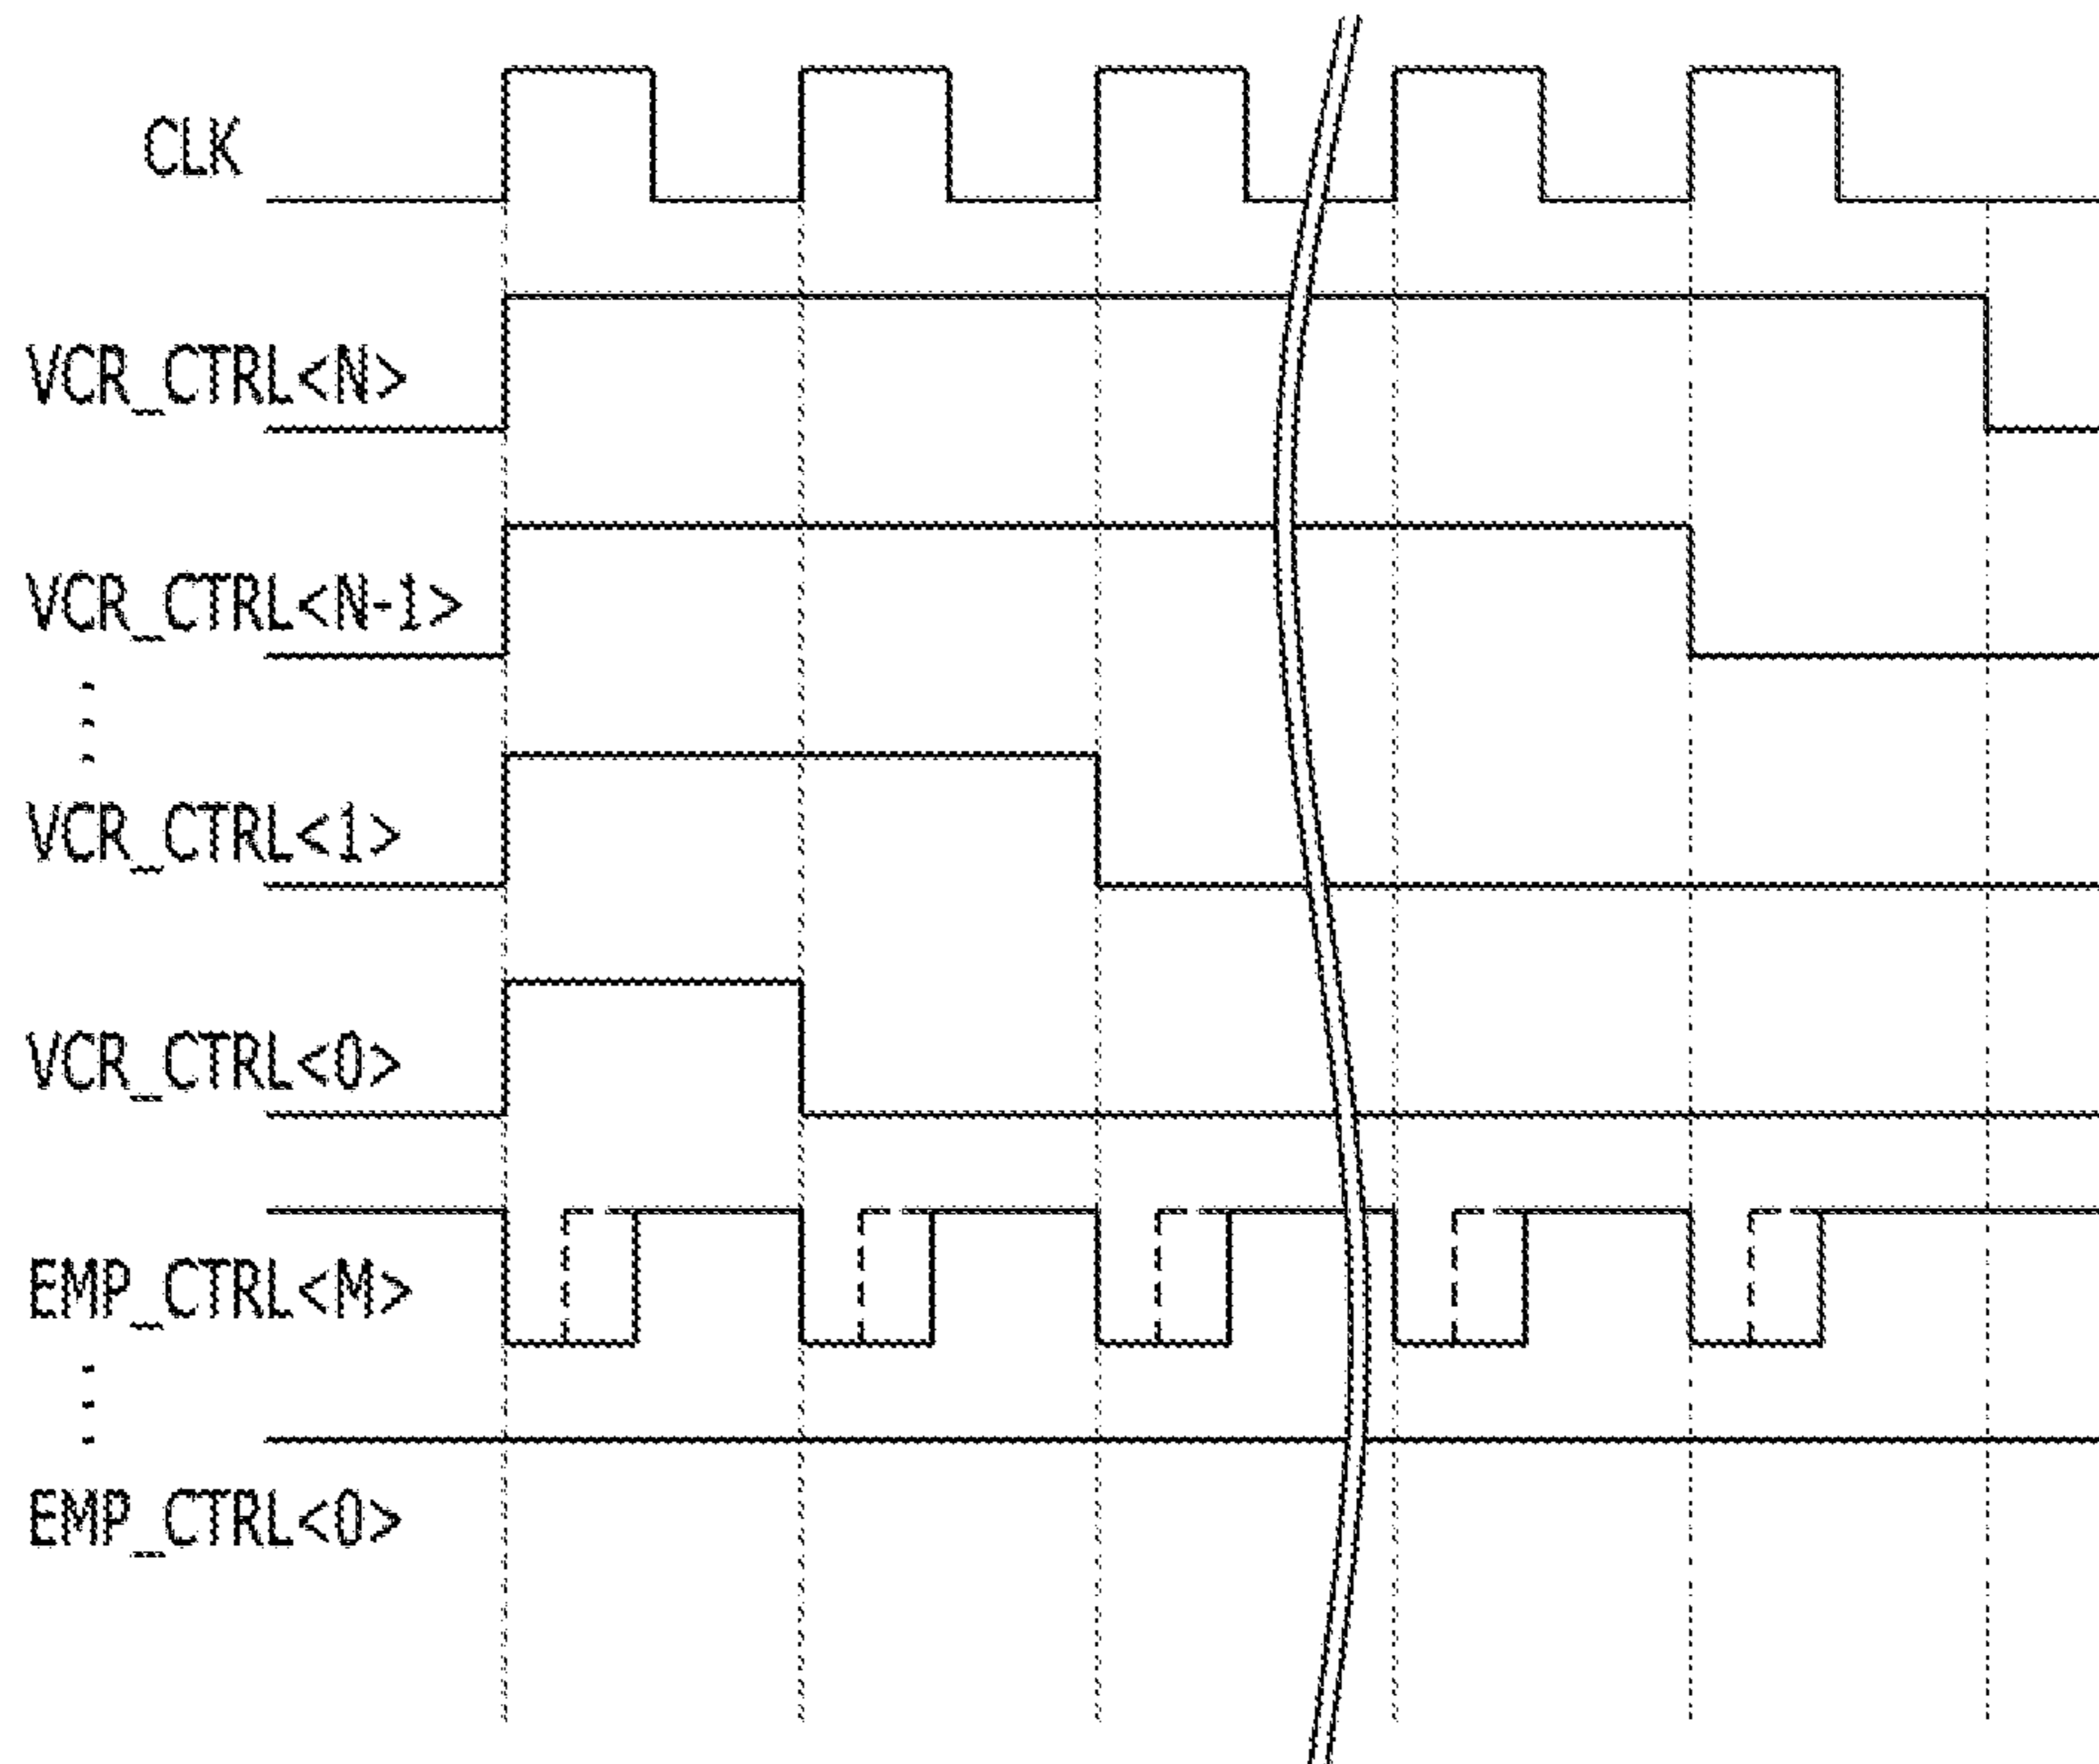 CLK
VCR_CTRL<N>
VCR_CTRL<N-1>
VCR_CTRL<1>
VCR_CTRL<0>
EMP_CTRL<M>
EMP_CTRL<0>